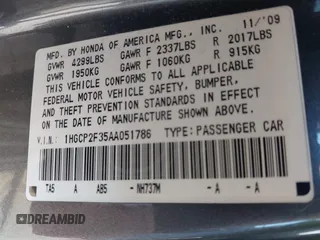 MFD. BY HONDA OF AMERICA MFG., INC. 11/'09
GVWR 4299LBS GAWR F 2337LBS R 2017LBS
GVWR 1950KG GAWR F 1060KG R 915KG
THIS VEHICLE CONFORMS TO ALL APPLICABLE
FEDERAL MOTOR VEHICLE SAFETY, BUMPER,
AND THEFT PREVENTION STANDARDS IN EFFECT
ON THE DATE OF MANUFACTURE SHOWN ABOVE.
V.I.N.: 1HGCP2F35AA051786 TYPE: PASSENGER CAR
TA5 A AB5 - NH737M - A - A
DREAMBID